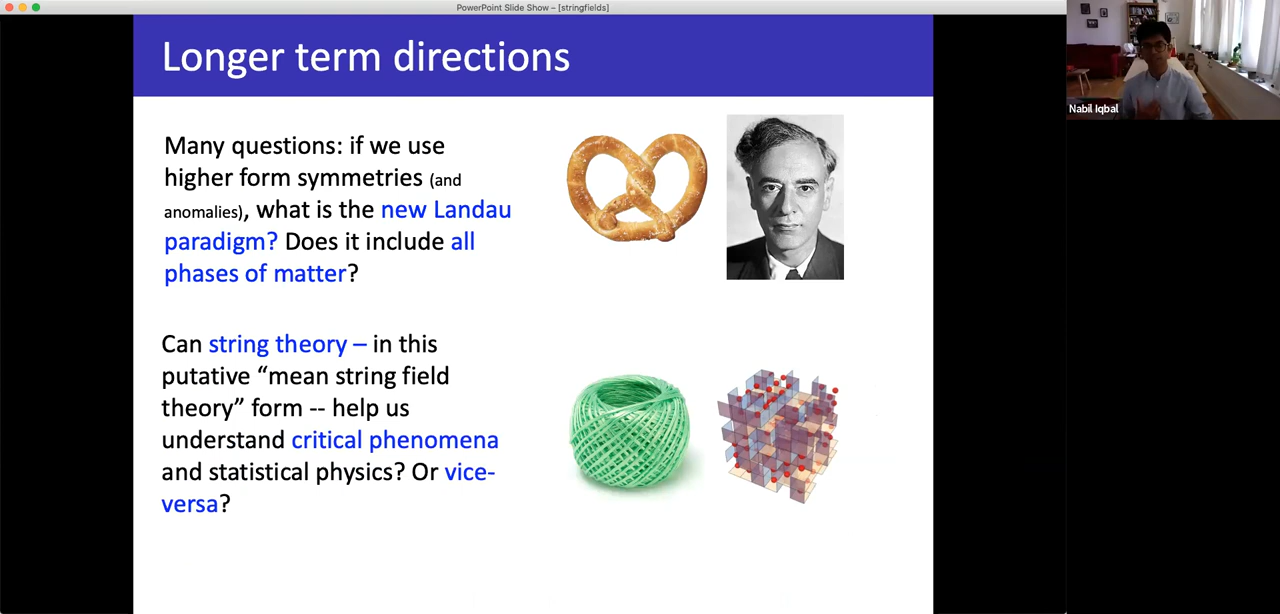 PowerPoint Slide Show – [stringfields]
Longer term directions
Many questions: if we use
higher form symmetries (and
anomalies), what is the new Landau
paradigm? Does it include all
phases of matter?
Can string theory – in this
putative “mean string field
theory” form -- help us
understand critical phenomena
and statistical physics? Or vice-
versa?
Nabil Iqbal